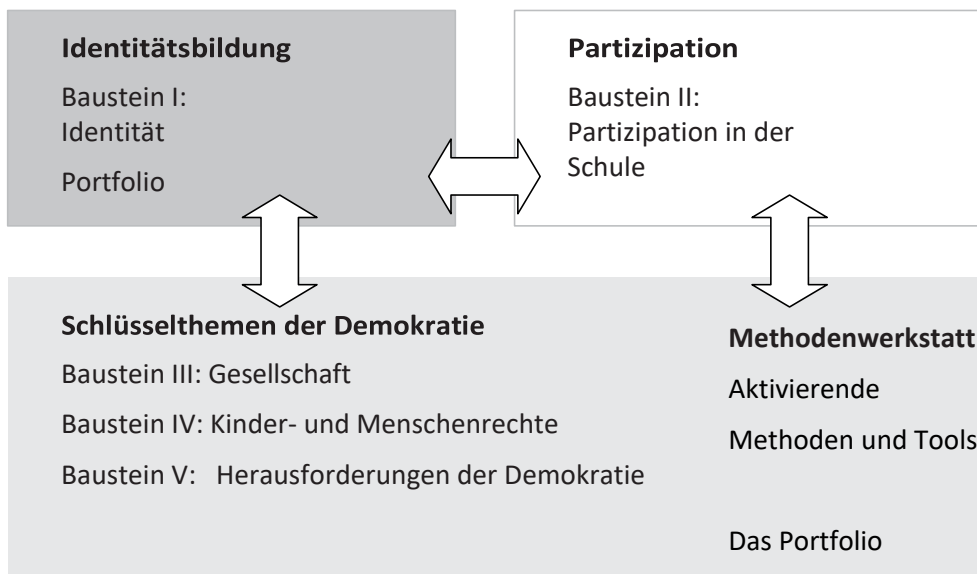 Identitätsbildung
Baustein I:
Identität
Portfolio
Partizipation
Baustein II:
Partizipation in der
Schule
Schlüsselthemen der Demokratie
Baustein III: Gesellschaft
Baustein IV: Kinder- und Menschenrechte
Baustein V: Herausforderungen der Demokratie
Methodenwerkstatt
Aktivierende
Methoden und Tools
Das Portfolio